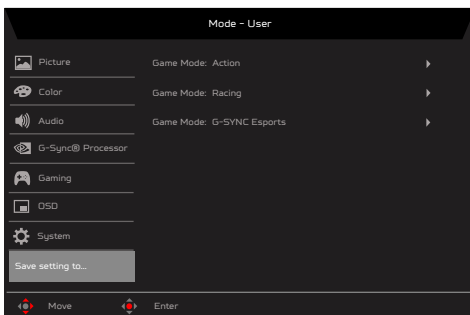 Mode - User
Picture
Game Mode: Action
Color
Game Mode: Racing
Audio
Game Mode: G-SYNC Esports
G-Sync® Processor
Gaming
OSD
System
Save setting to...
Move
Enter